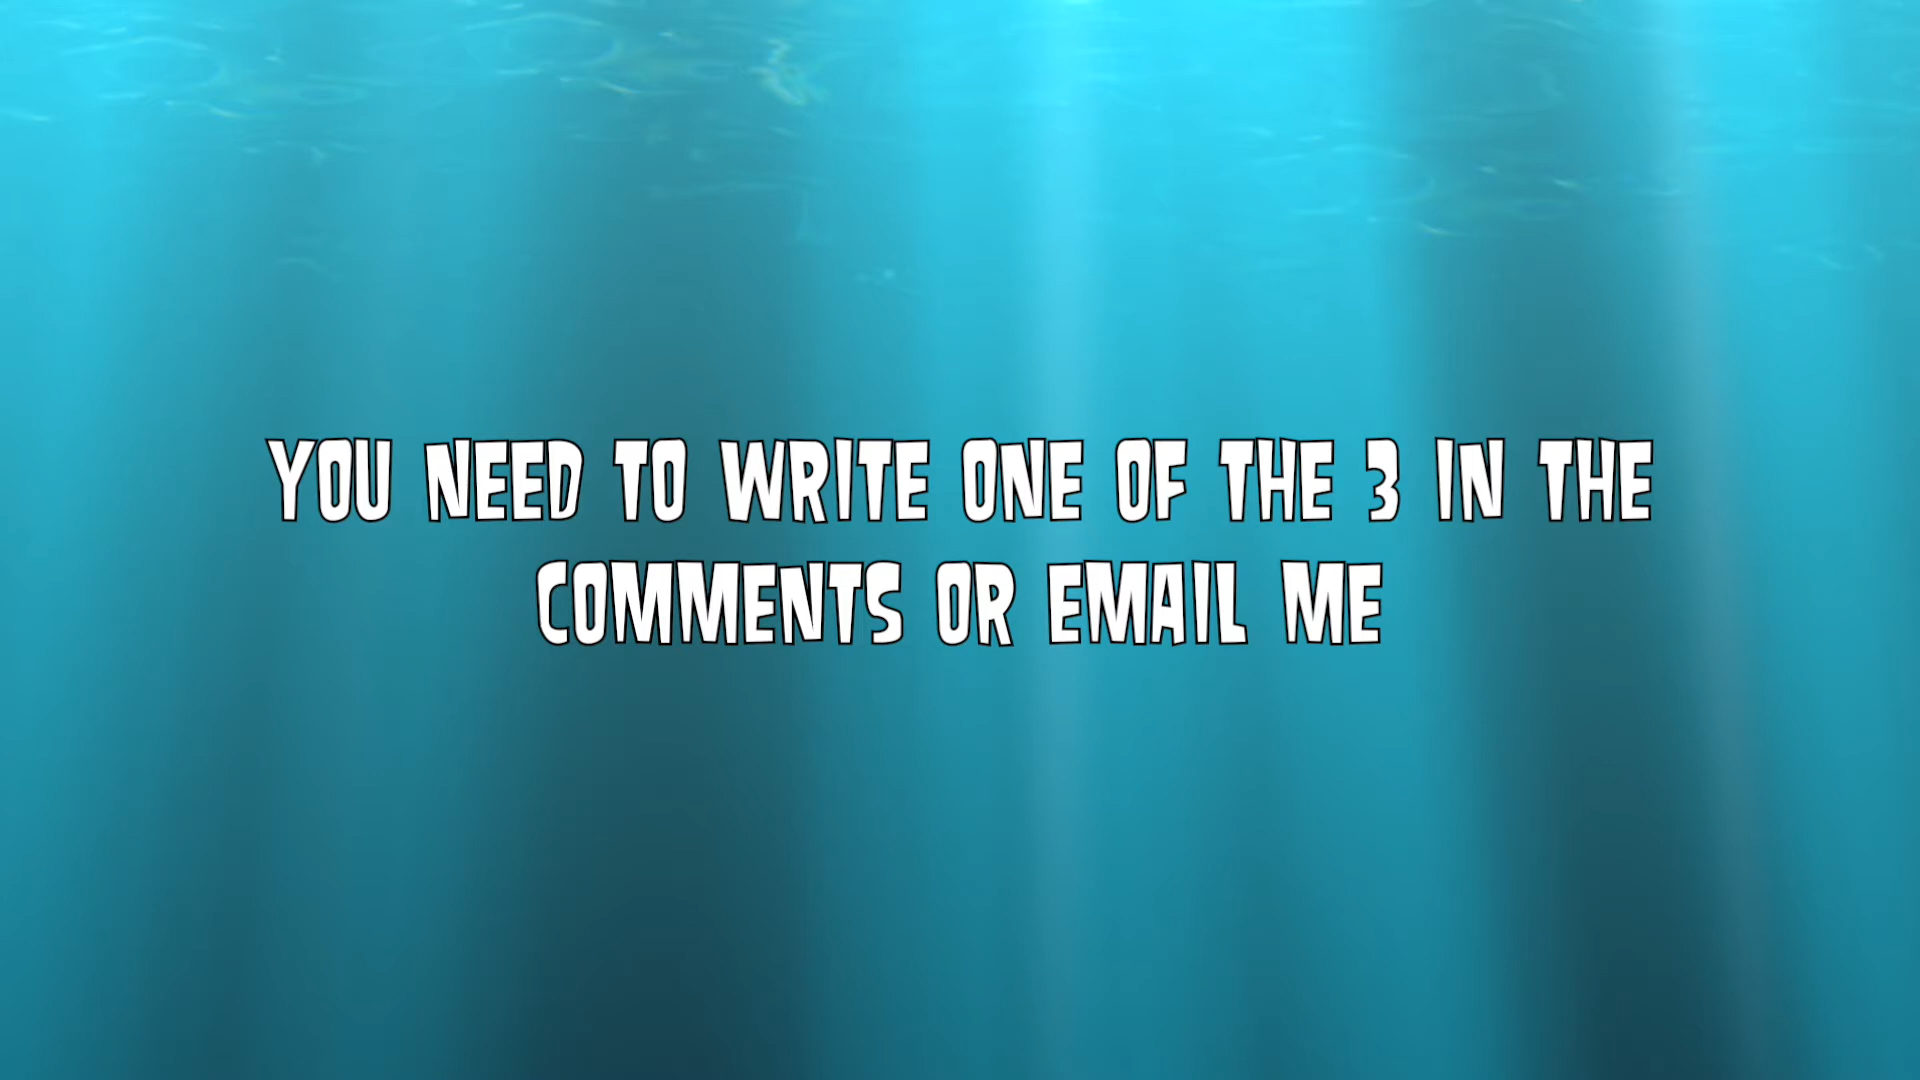 YOU NEED TO WRITE ONE OF THE 3 IN THE
COMMENTS OR EMAIL ME